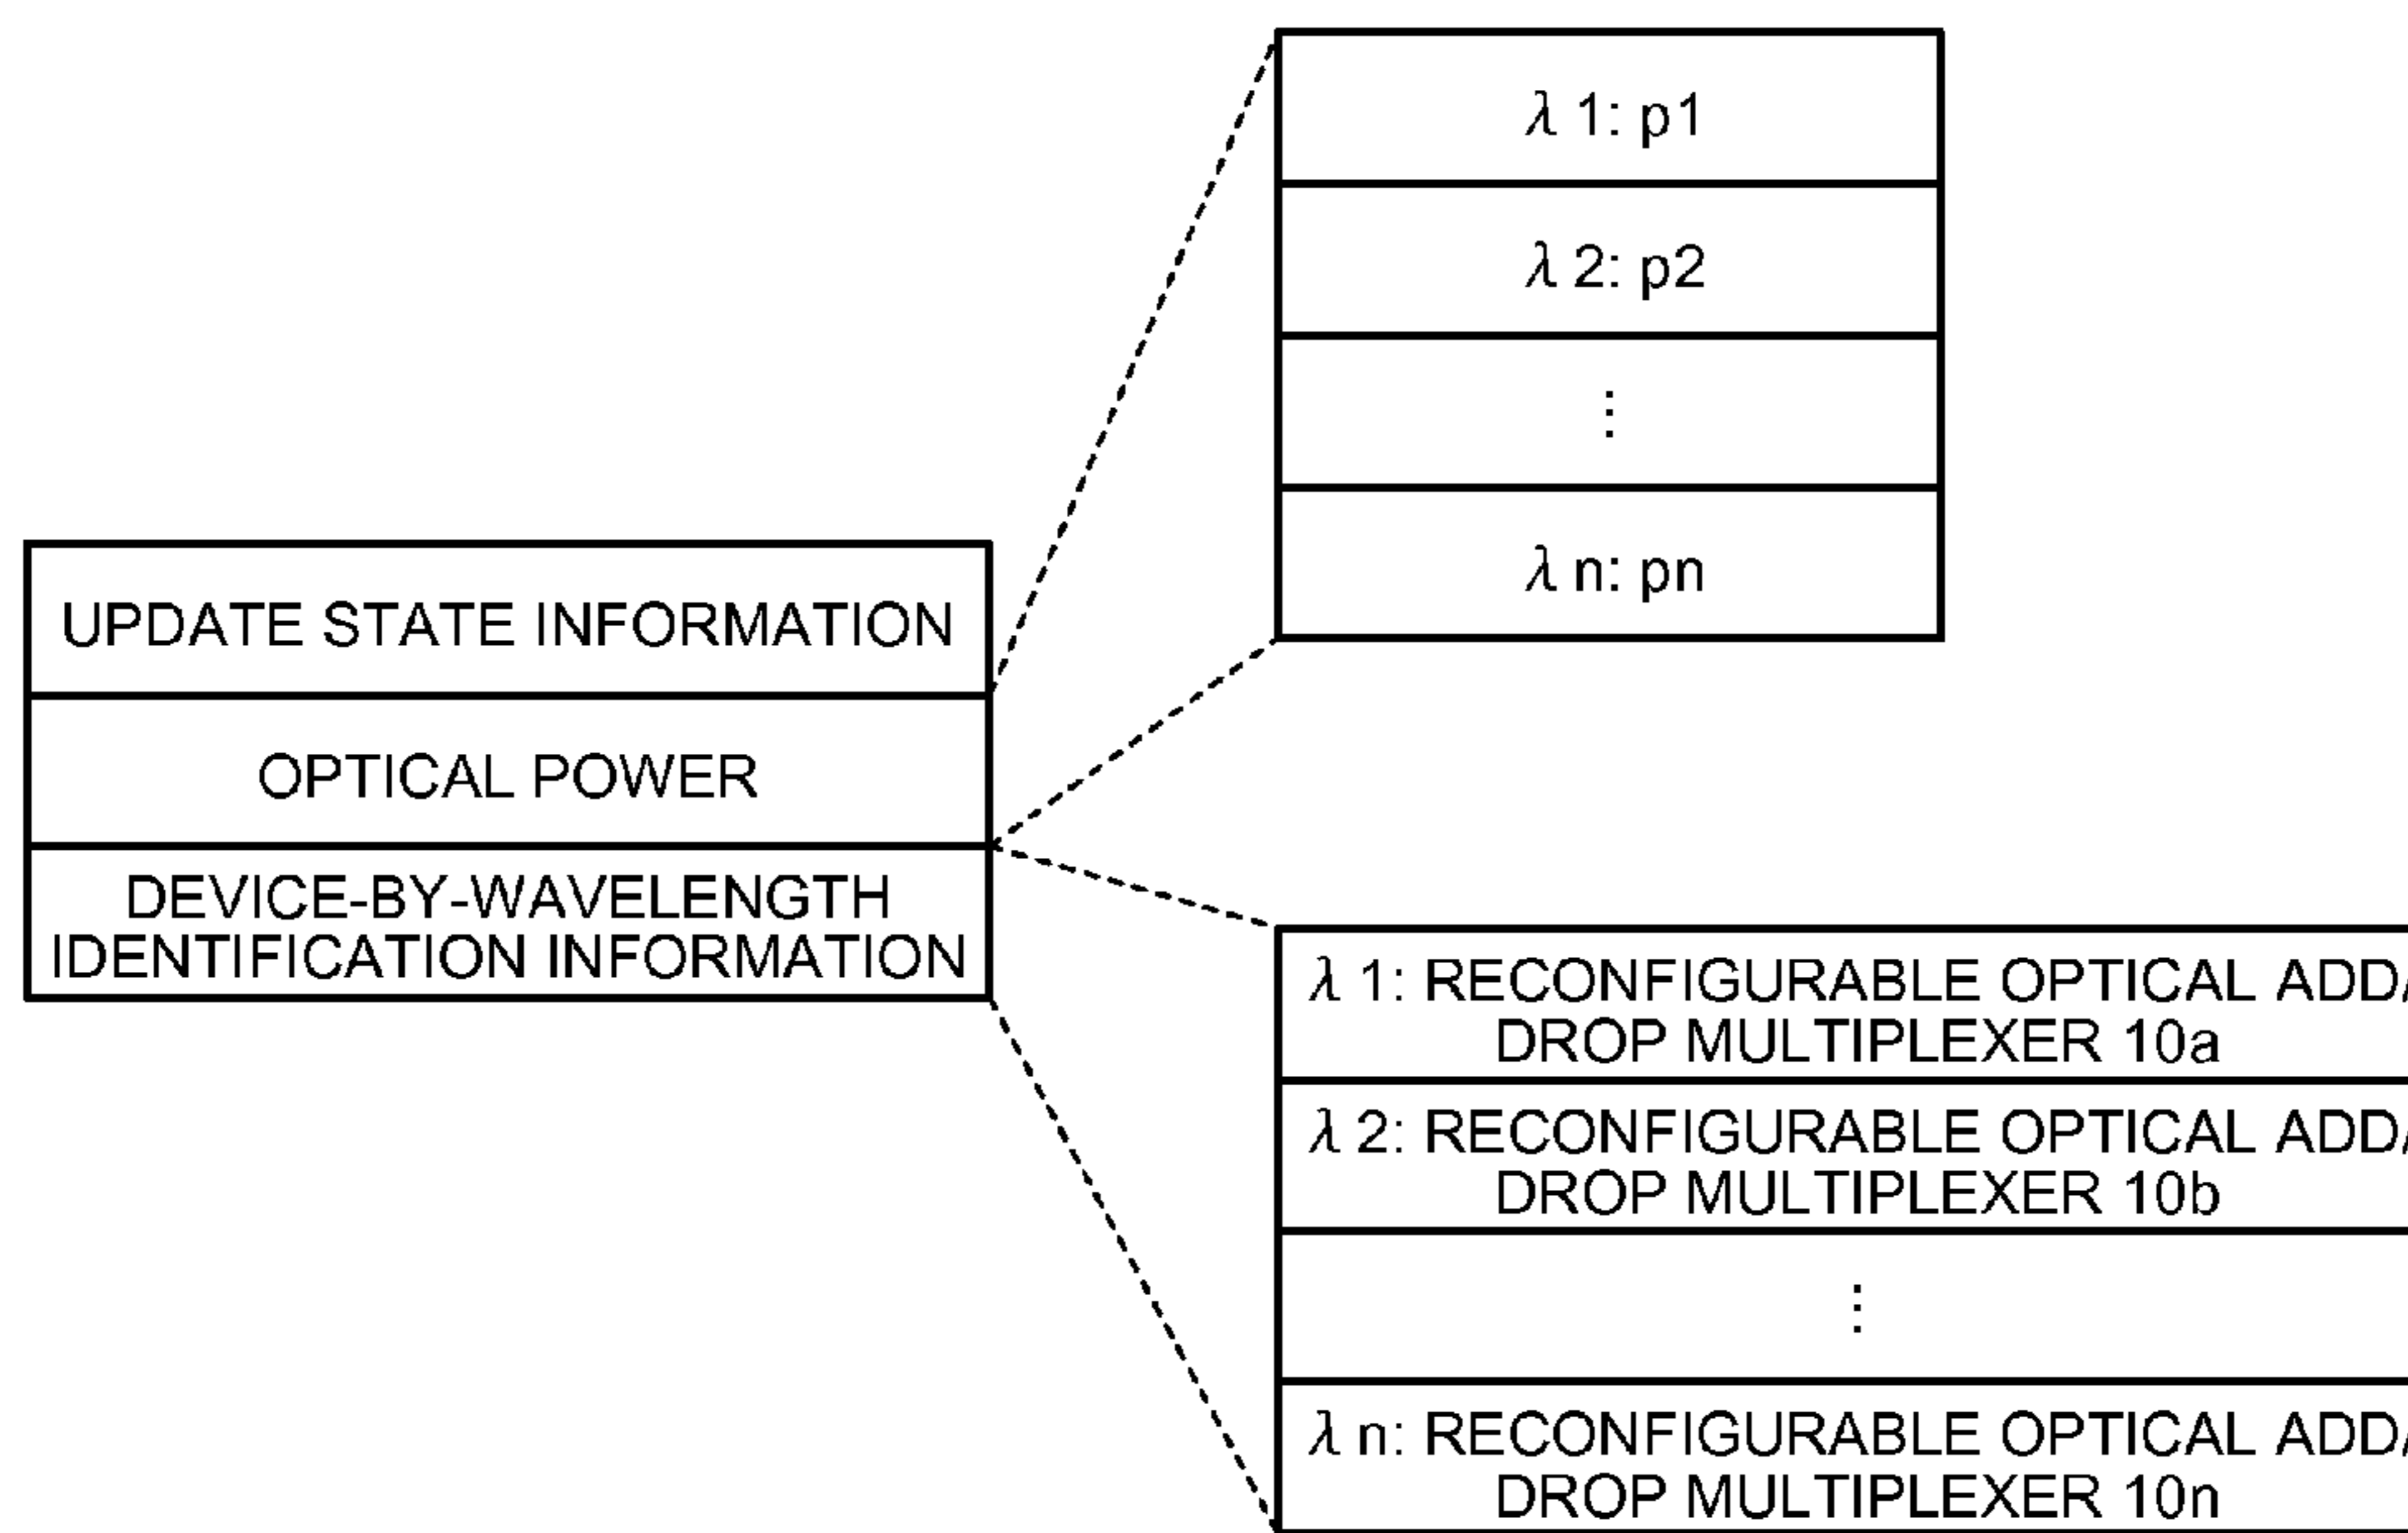 λ 1: p1
λ 2: p2
⋮
λ n: pn
UPDATE STATE INFORMATION
OPTICAL POWER
DEVICE-BY-WAVELENGTH
IDENTIFICATION INFORMATION
λ 1: RECONFIGURABLE OPTICAL ADD/
DROP MULTIPLEXER 10a
λ 2: RECONFIGURABLE OPTICAL ADD/
DROP MULTIPLEXER 10b
⋮
λ n: RECONFIGURABLE OPTICAL ADD/
DROP MULTIPLEXER 10n